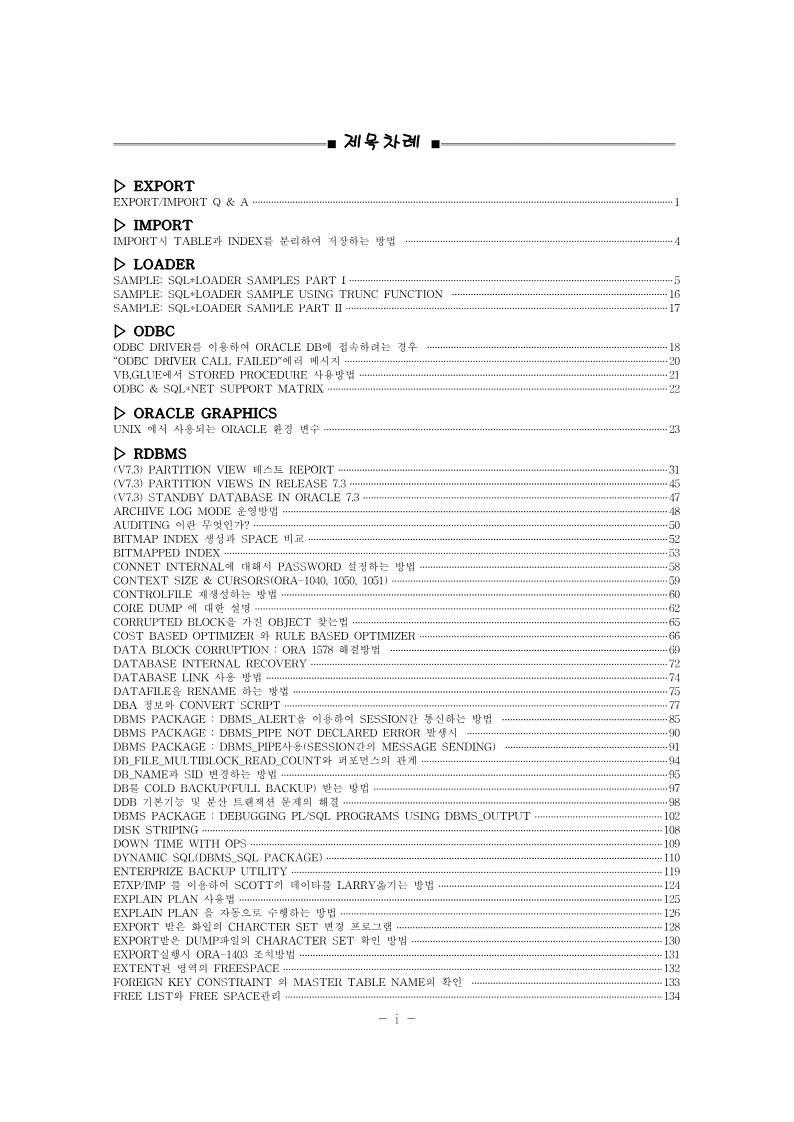 ■ 제목차례 ■
▷ EXPORT
EXPORT/IMPORT Q & A 1
▷ IMPORT
IMPORT시 TABLE과 INDEX를 분리하여 저장하는 방법 4
▷ LOADER
SAMPLE: SQL*LOADER SAMPLES PART I 5
SAMPLE: SQL*LOADER SAMPLE USING TRUNC FUNCTION 16
SAMPLE: SQL*LOADER SAMPLE PART II 17
▷ ODBC
ODBC DRIVER를 이용하여 ORACLE DB에 접속하려는 경우 18
"ODBC DRIVER CALL FAILED"에러 메시지 20
VB,GLUE에서 STORED PROCEDURE 사용방법 21
ODBC & SQL*NET SUPPORT MATRIX 22
▷ ORACLE GRAPHICS
UNIX 에서 사용되는 ORACLE 환경 변수 23
▷ RDBMS
(V7.3) PARTITION VIEW 테스트 REPORT 31
(V7.3) PARTITION VIEWS IN RELEASE 7.3 45
(V7.3) STANDBY DATABASE IN ORACLE 7.3 47
ARCHIVE LOG MODE 운영방법 48
AUDITING 이란 무엇인가? 50
BITMAP INDEX 생성과 SPACE 비교 52
BITMAPPED INDEX 53
CONNET INTERNAL에 대해서 PASSWORD 설정하는 방법 58
CONTEXT SIZE & CURSORS(ORA-1040, 1050, 1051) 59
CONTROLFILE 재생성하는 방법 60
CORE DUMP 에 대한 설명 62
CORRUPTED BLOCK을 가진 OBJECT 찾는법 65
COST BASED OPTIMIZER 와 RULE BASED OPTIMIZER 66
DATA BLOCK CORRUPTION : ORA 1578 해결방법 69
DATABASE INTERNAL RECOVERY 72
DATABASE LINK 사용 방법 74
DATAFILE을 RENAME 하는 방법 75
DBA 정보와 CONVERT SCRIPT 77
DBMS PACKAGE : DBMS_ALERT을 이용하여 SESSION간 통신하는 방법 85
DBMS PACKAGE : DBMS_PIPE NOT DECLARED ERROR 발생시 90
DBMS PACKAGE : DBMS_PIPE사용(SESSION간의 MESSAGE SENDING) 91
DB_FILE_MULTIBLOCK_READ_COUNT와 퍼포먼스의 관계 94
DB_NAME과 SID 변경하는 방법 95
DB를 COLD BACKUP(FULL BACKUP) 받는 방법 97
DDB 기본기능 및 분산 트랜잭션 문제의 해결 98
DBMS PACKAGE : DEBUGGING PL/SQL PROGRAMS USING DBMS_OUTPUT 102
DISK STRIPING 108
DOWN TIME WITH OPS 109
DYNAMIC SQL(DBMS_SQL PACKAGE) 110
ENTERPRIZE BACKUP UTILITY 119
E7XP/IMP 를 이용하여 SCOTT의 데이타를 LARRY옮기는 방법 124
EXPLAIN PLAN 사용법 125
EXPLAIN PLAN 을 자동으로 수행하는 방법 126
EXPORT 받은 화일의 CHARCTER SET 변경 프로그램 128
EXPORT받은 DUMP파일의 CHARACTER SET 확인 방법 130
EXPORT실행시 ORA-1403 조치방법 131
EXTENT된 영역의 FREESPACE 132
FOREIGN KEY CONSTRAINT 의 MASTER TABLE NAME의 확인 133
FREE LIST와 FREE SPACE관리 134
- i -